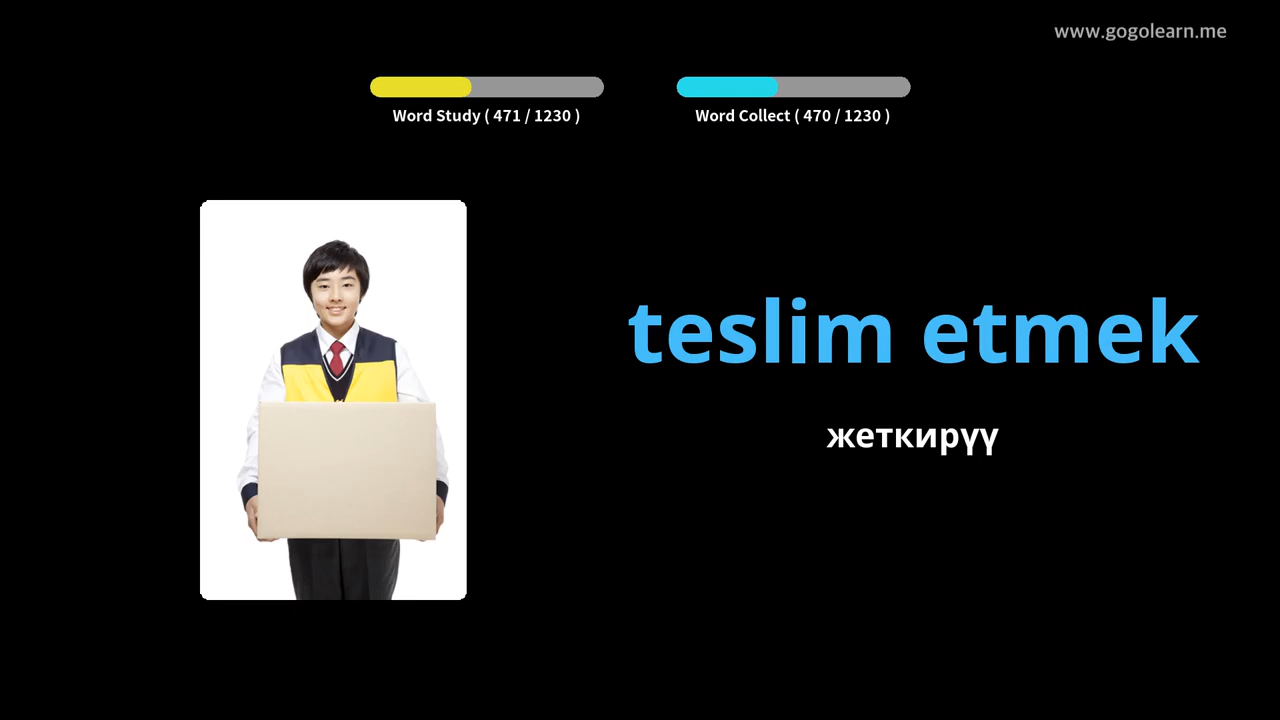 www.gogolearn.me
Word Study ( 471 / 1230 )
Word Collect ( 470 / 1230 )
teslim etmek
жеткирүү